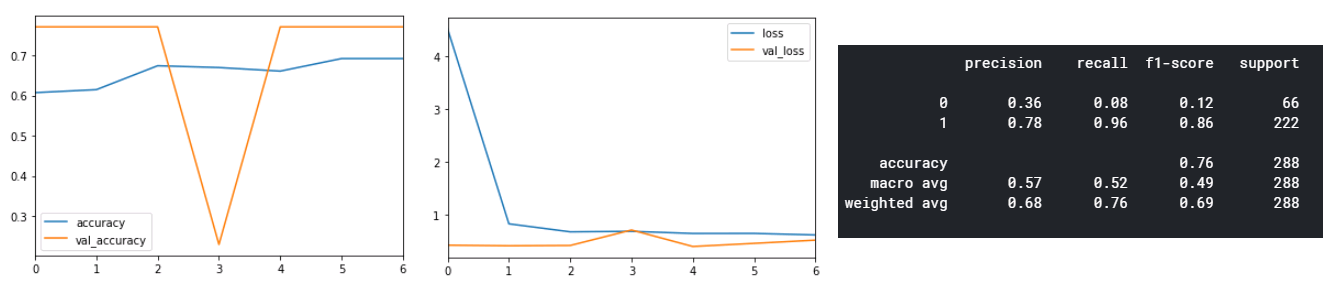 0.7
0.6
0.5
0.4
0.3
accuracy
val_accuracy
0 1 2 3 4 5 6
4
3
2
1
loss
val_loss
0 1 2 3 4 5 6
precision recall f1-score support
0 0.36 0.08 0.12 66
1 0.78 0.96 0.86 222
accuracy 0.76 288
macro avg 0.57 0.52 0.49 288
weighted avg 0.68 0.76 0.69 288